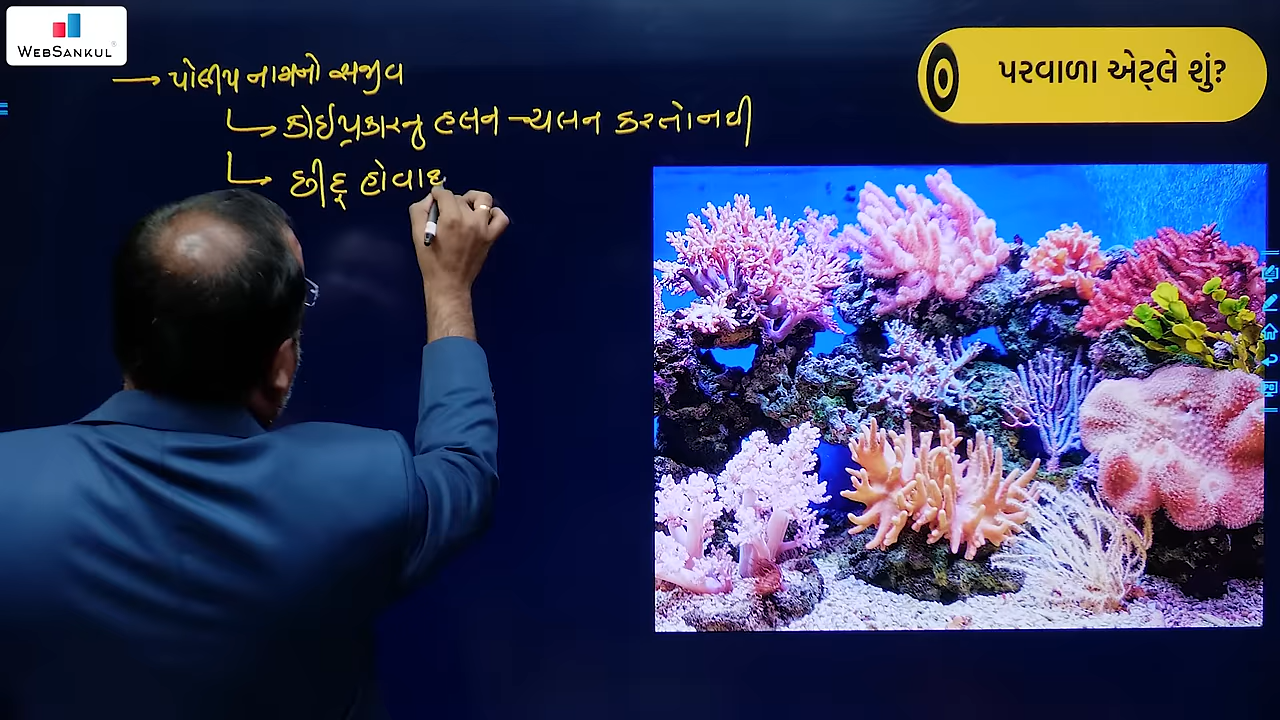 WEBSANKUL
પરવાળા એટલે શું?
→ પોલીપ નામનો સજીવ
↳ કોઈપ્રકારનુ હલન ચલન કરતો નથી
↳ છીદ્ર હોવાછ